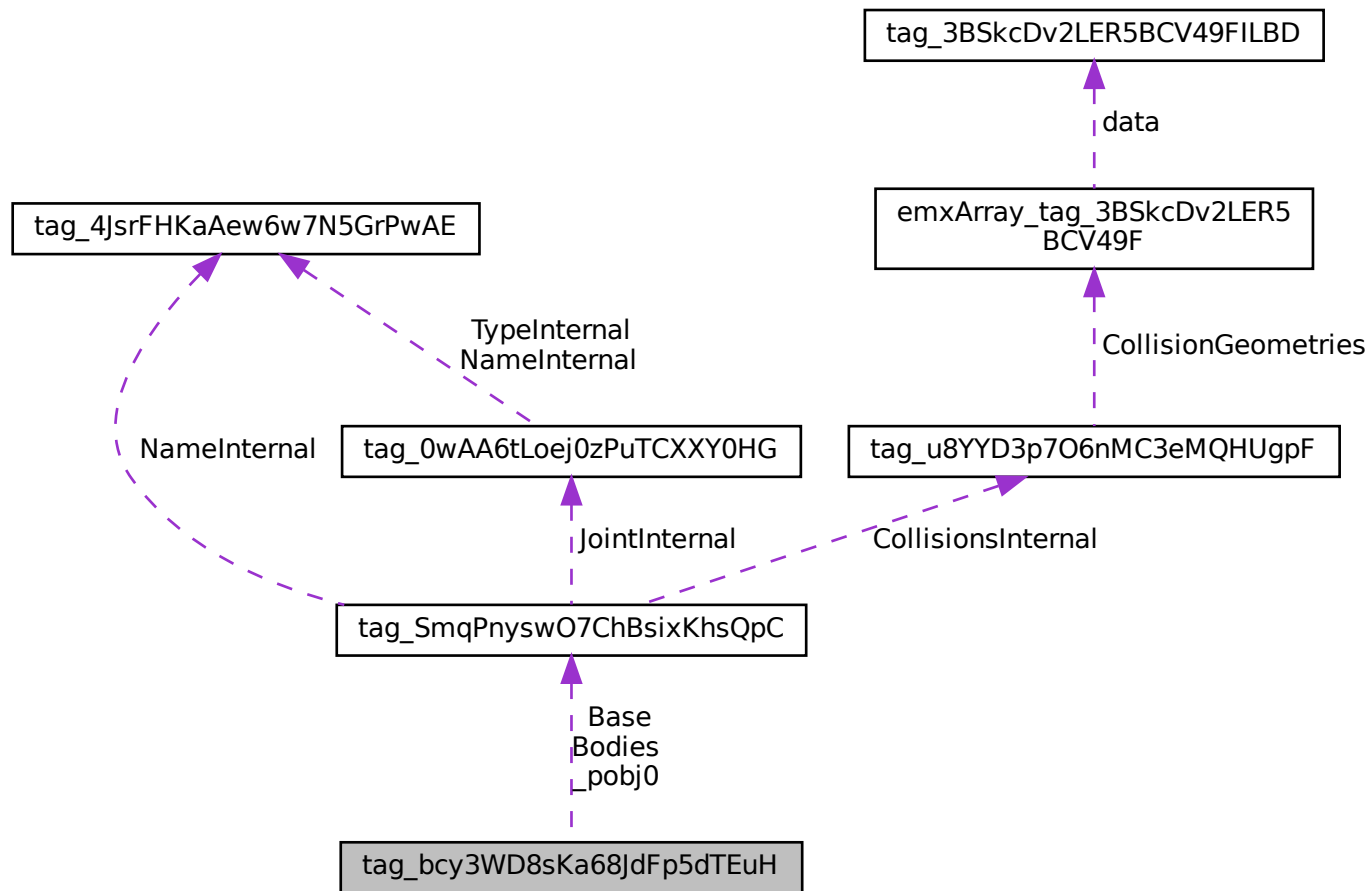 tag_3BSkcDv2LER5BCV49FILBD
data
tag_4JsrFHKaAew6w7N5GrPwAE
emxArray_tag_3BSkcDv2LER5
BCV49F
TypeInternal
NameInternal
CollisionGeometries
NameInternal
tag_0wAA6tLoej0zPuTCXXY0HG
tag_u8YYD3p7O6nMC3eMQHUgpF
JointInternal
CollisionsInternal
tag_SmqPnyswO7ChBsixKhsQpC
Base
Bodies
_pobj0
tag_bcy3WD8sKa68JdFp5dTEuH